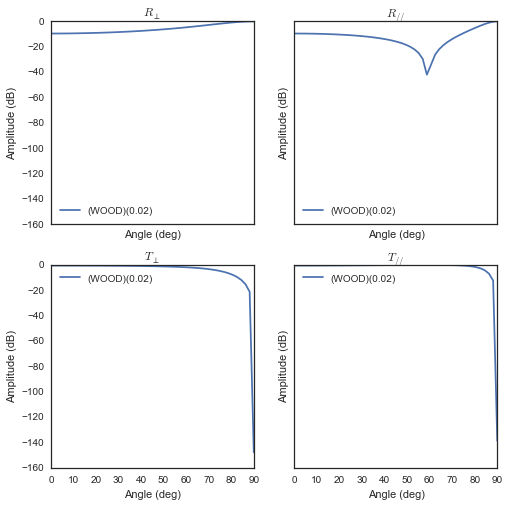 R⊥
R//
0
−20
−40
−60
−80
−100
−120
−140
−160
Amplitude (dB)
Amplitude (dB)
(WOOD)(0.02)
(WOOD)(0.02)
Angle (deg)
Angle (deg)
T⊥
T//
0
−20
−40
−60
−80
−100
−120
−140
−160
Amplitude (dB)
Amplitude (dB)
(WOOD)(0.02)
(WOOD)(0.02)
0 10 20 30 40 50 60 70 80 90
0 10 20 30 40 50 60 70 80 90
Angle (deg)
Angle (deg)